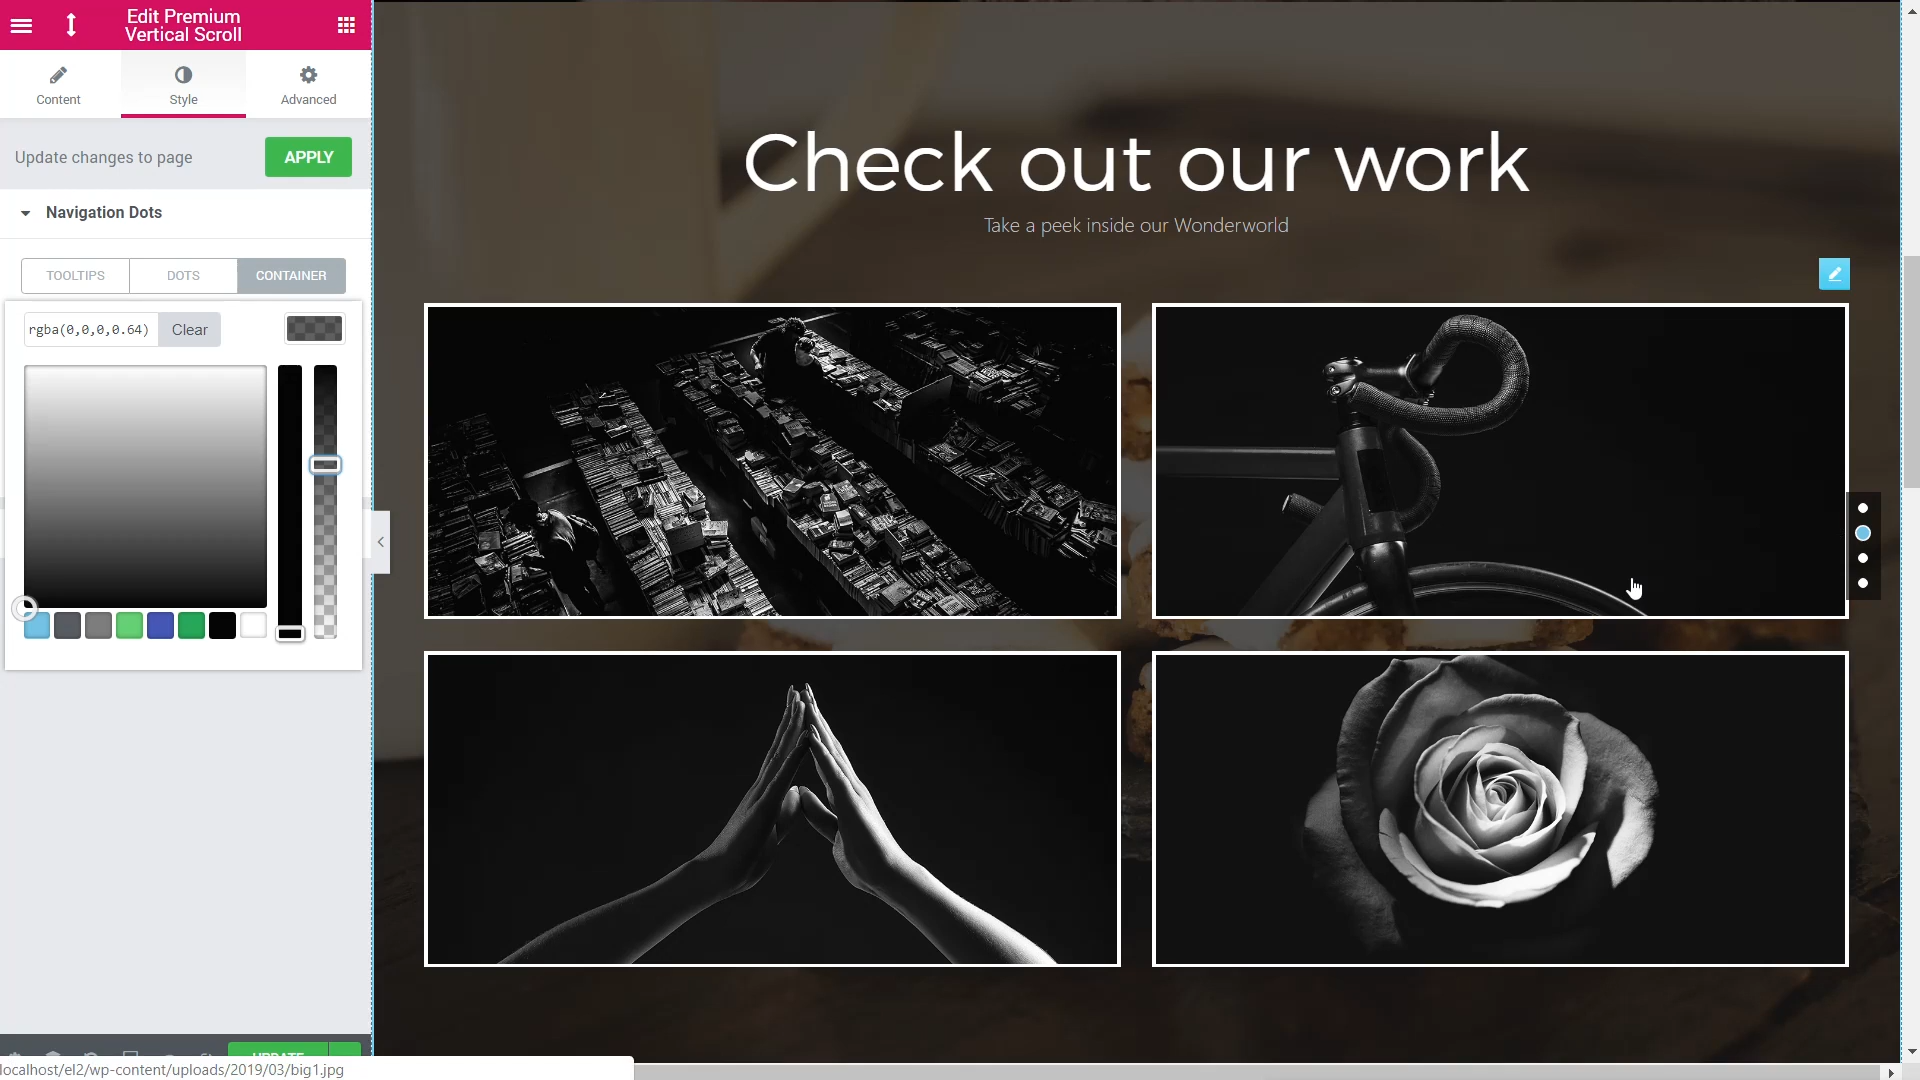 Edit Premium
Vertical Scroll
Content
Style
Advanced
Update changes to page
APPLY
Navigation Dots
TOOLTIPS
DOTS
CONTAINER
rgba(0,0,0,0.64)
Clear
Check out our work
Take a peek inside our Wonderworld
UPDATE
localhost/el2/wp-content/uploads/2019/03/big1.jpg